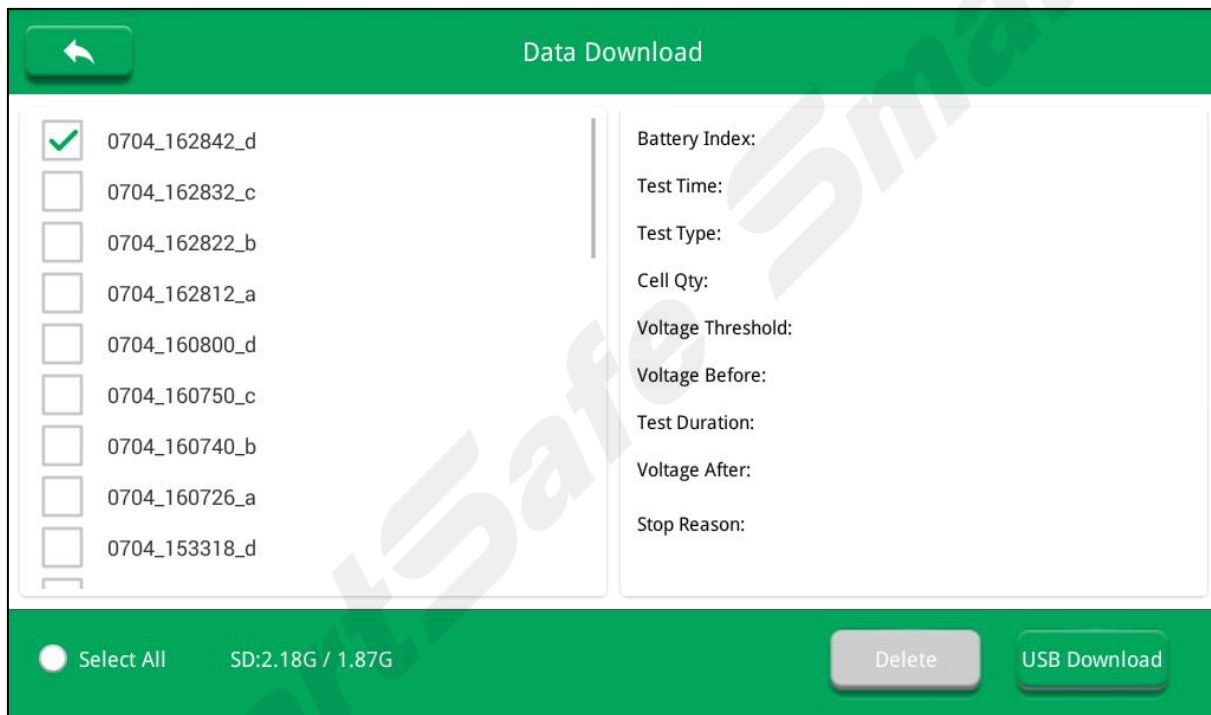 Data Download
0704_162842_d
0704_162832_c
0704_162822_b
0704_162812_a
0704_160800_d
0704_160750_c
0704_160740_b
0704_160726_a
0704_153318_d
Battery Index:
Test Time:
Test Type:
Cell Qty:
Voltage Threshold:
Voltage Before:
Test Duration:
Voltage After:
Stop Reason:
Select All
SD:2.18G / 1.87G
Delete
USB Download
artSafe Sma